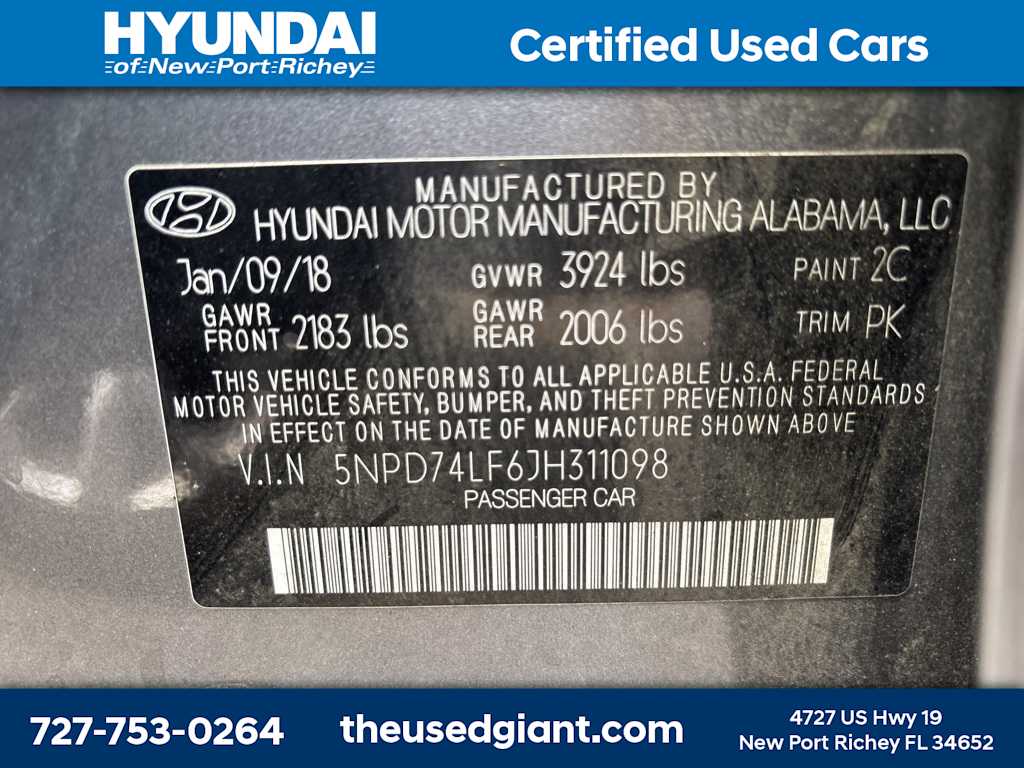 HYUNDAI
of New Port Richey
Certified Used Cars
MANUFACTURED BY
HYUNDAI MOTOR MANUFACTURING ALABAMA, LLC
Jan/09/18 GVWR 3924 lbs PAINT 2C
GAWR FRONT 2183 lbs GAWR REAR 2006 lbs TRIM PK
THIS VEHICLE CONFORMS TO ALL APPLICABLE U.S.A. FEDERAL
MOTOR VEHICLE SAFETY, BUMPER, AND THEFT PREVENTION STANDARDS
IN EFFECT ON THE DATE OF MANUFACTURE SHOWN ABOVE
V.I.N 5NPD74LF6JH311098
PASSENGER CAR
727-753-0264
theusedgiant.com
4727 US Hwy 19
New Port Richey FL 34652